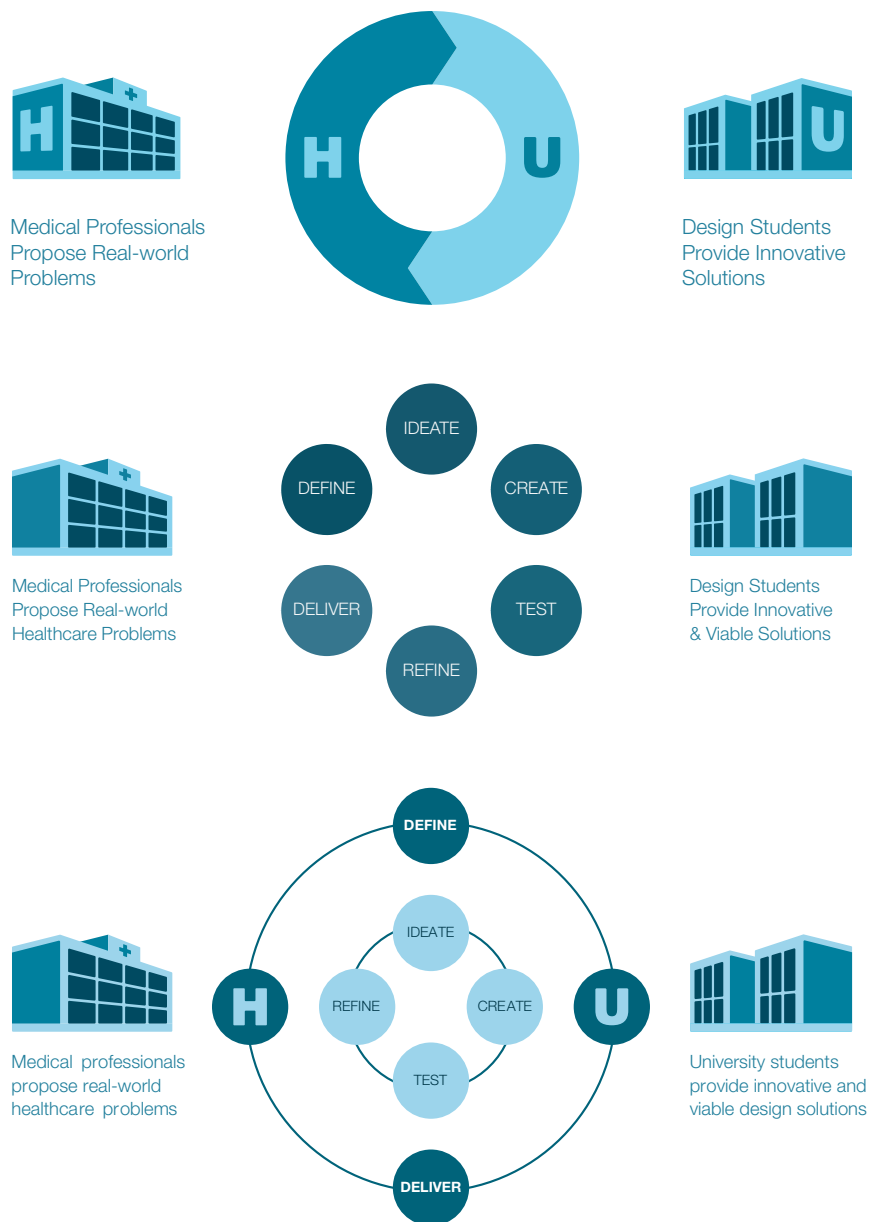 H
H
U
U
Medical Professionals
Propose Real-world
Problems
Design Students
Provide Innovative
Solutions
IDEATE
DEFINE
CREATE
DELIVER
TEST
REFINE
Medical Professionals
Propose Real-world
Healthcare Problems
Design Students
Provide Innovative
& Viable Solutions
DEFINE
IDEATE
H
REFINE
CREATE
U
TEST
DELIVER
Medical professionals
propose real-world
healthcare problems
University students
provide innovative and
viable design solutions